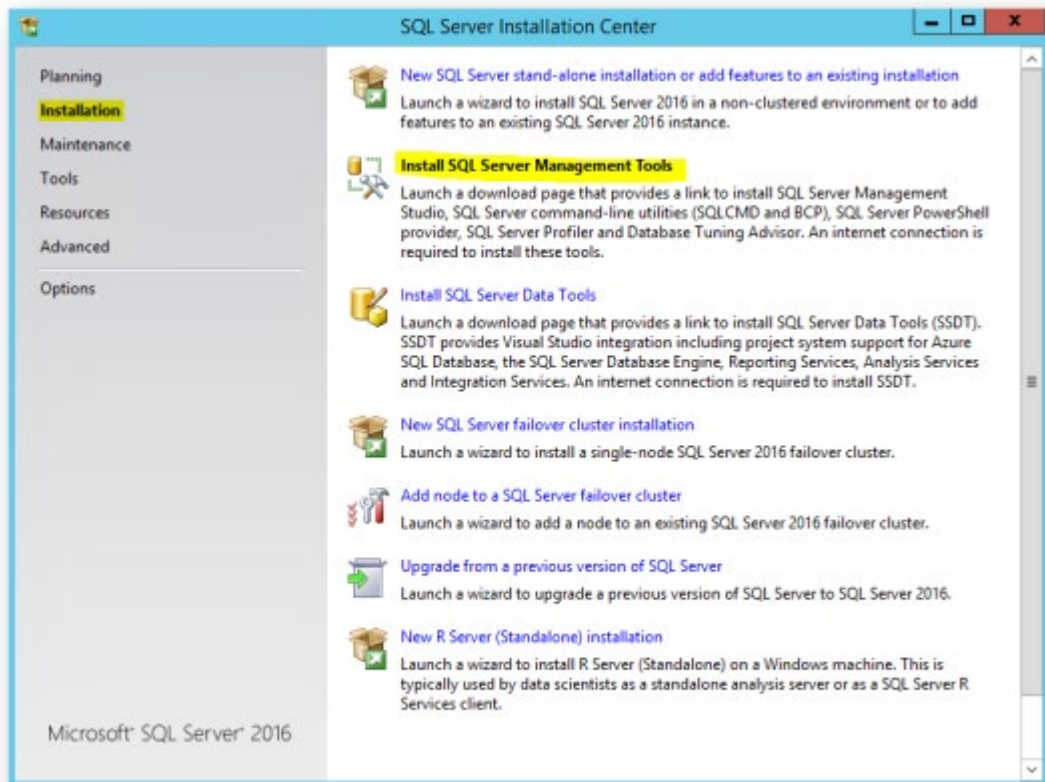 SQL Server Installation Center
Planning
Installation
Maintenance
Tools
Resources
Advanced
Options
New SQL Server stand-alone installation or add features to an existing installation
Launch a wizard to install SQL Server 2016 in a non-clustered environment or to add
features to an existing SQL Server 2016 instance.
Install SQL Server Management Tools
Launch a download page that provides a link to install SQL Server Management
Studio, SQL Server command-line utilities (SQLCMD and BCP), SQL Server PowerShell
provider, SQL Server Profiler and Database Tuning Advisor. An internet connection is
required to install these tools.
Install SQL Server Data Tools
Launch a download page that provides a link to install SQL Server Data Tools (SSDT).
SSDT provides Visual Studio integration including project system support for Azure
SQL Database, the SQL Server Database Engine, Reporting Services, Analysis Services
and Integration Services. An internet connection is required to install SSDT.
New SQL Server failover cluster installation
Launch a wizard to install a single-node SQL Server 2016 failover cluster.
Add node to a SQL Server failover cluster
Launch a wizard to add a node to an existing SQL Server 2016 failover cluster.
Upgrade from a previous version of SQL Server
Launch a wizard to upgrade a previous version of SQL Server to SQL Server 2016.
New R Server (Standalone) installation
Launch a wizard to install R Server (Standalone) on a Windows machine. This is
typically used by data scientists as a standalone analysis server or as a SQL Server R
Services client.
Microsoft® SQL Server® 2016